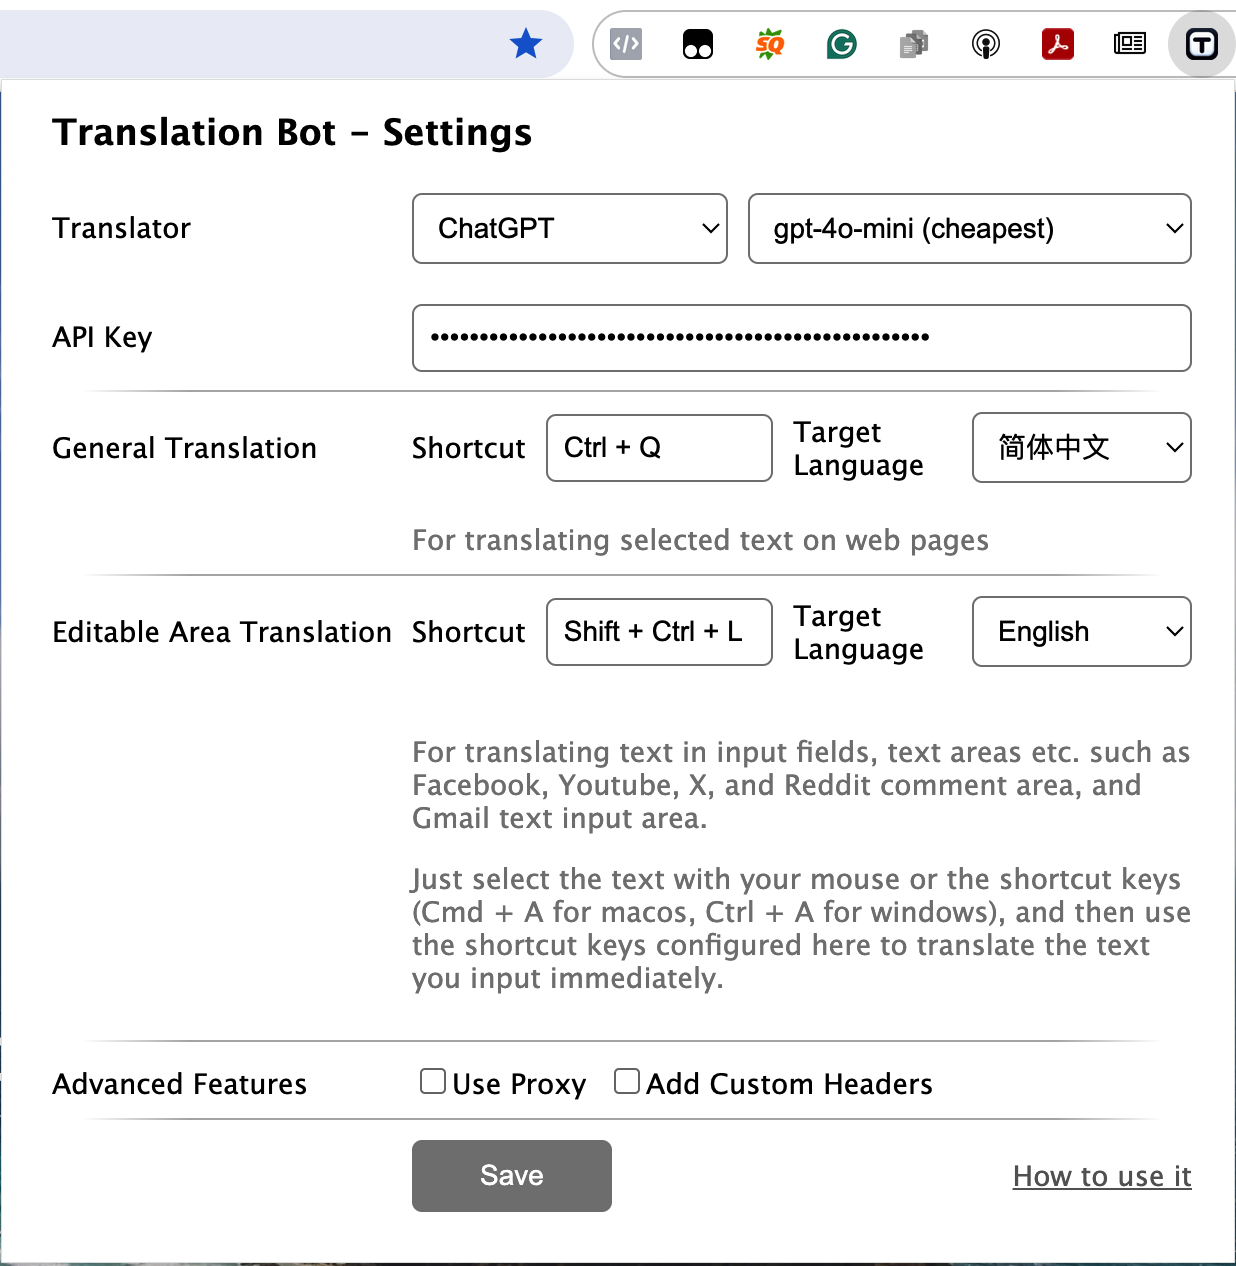 </> SQ G T
Translation Bot – Settings
Translator ChatGPT gpt-4o-mini (cheapest)
API Key ••••••••••••••••••••••••••••••••••••••••••••••••••••
General Translation Shortcut Ctrl + Q Target Language 简体中文
For translating selected text on web pages
Editable Area Translation Shortcut Shift + Ctrl + L Target Language English
For translating text in input fields, text areas etc. such as
Facebook, Youtube, X, and Reddit comment area, and
Gmail text input area.
Just select the text with your mouse or the shortcut keys
(Cmd + A for macos, Ctrl + A for windows), and then use
the shortcut keys configured here to translate the text
you input immediately.
Advanced Features Use Proxy Add Custom Headers
Save How to use it